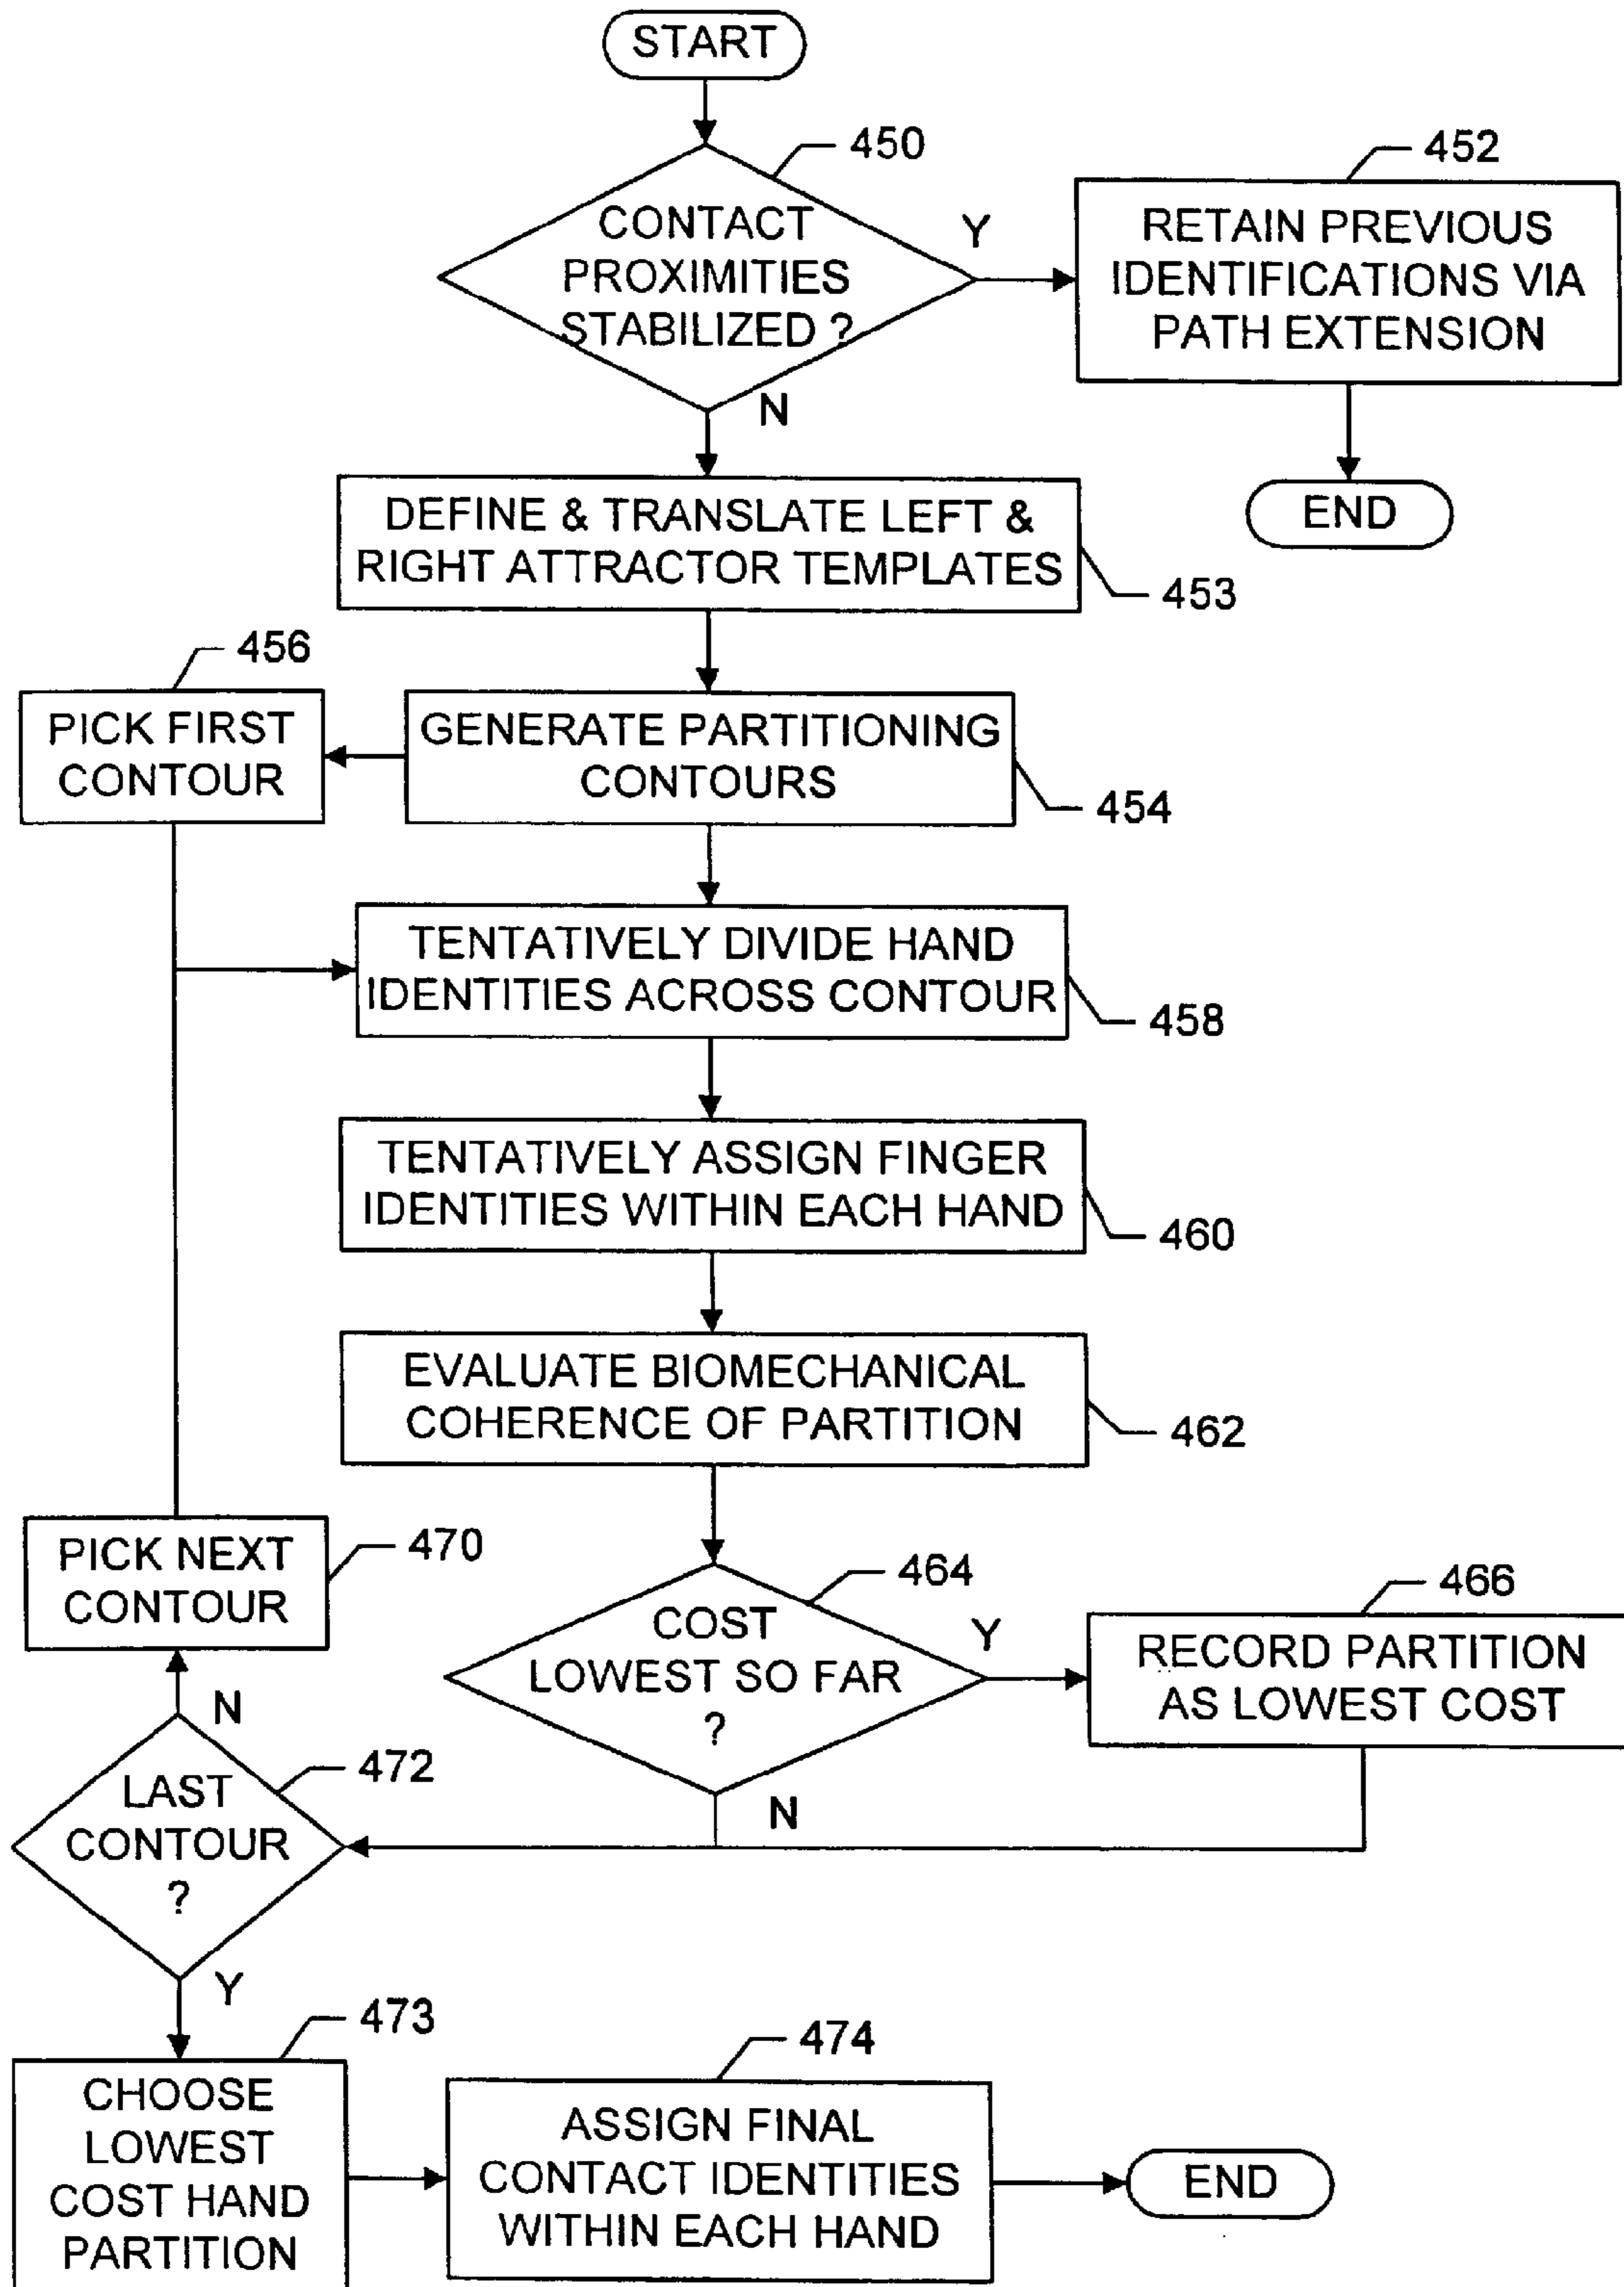 START
450
CONTACT
PROXIMITIES
STABILIZED ?
Y
N
452
RETAIN PREVIOUS
IDENTIFICATIONS VIA
PATH EXTENSION
END
DEFINE & TRANSLATE LEFT &
RIGHT ATTRACTOR TEMPLATES
453
456
PICK FIRST
CONTOUR
GENERATE PARTITIONING
CONTOURS
454
TENTATIVELY DIVIDE HAND
IDENTITIES ACROSS CONTOUR
458
TENTATIVELY ASSIGN FINGER
IDENTITIES WITHIN EACH HAND
460
EVALUATE BIOMECHANICAL
COHERENCE OF PARTITION
462
PICK NEXT
CONTOUR
470
464
COST
LOWEST SO FAR
?
Y
N
466
RECORD PARTITION
AS LOWEST COST
N
472
LAST
CONTOUR
?
Y
473
CHOOSE
LOWEST
COST HAND
PARTITION
474
ASSIGN FINAL
CONTACT IDENTITIES
WITHIN EACH HAND
END